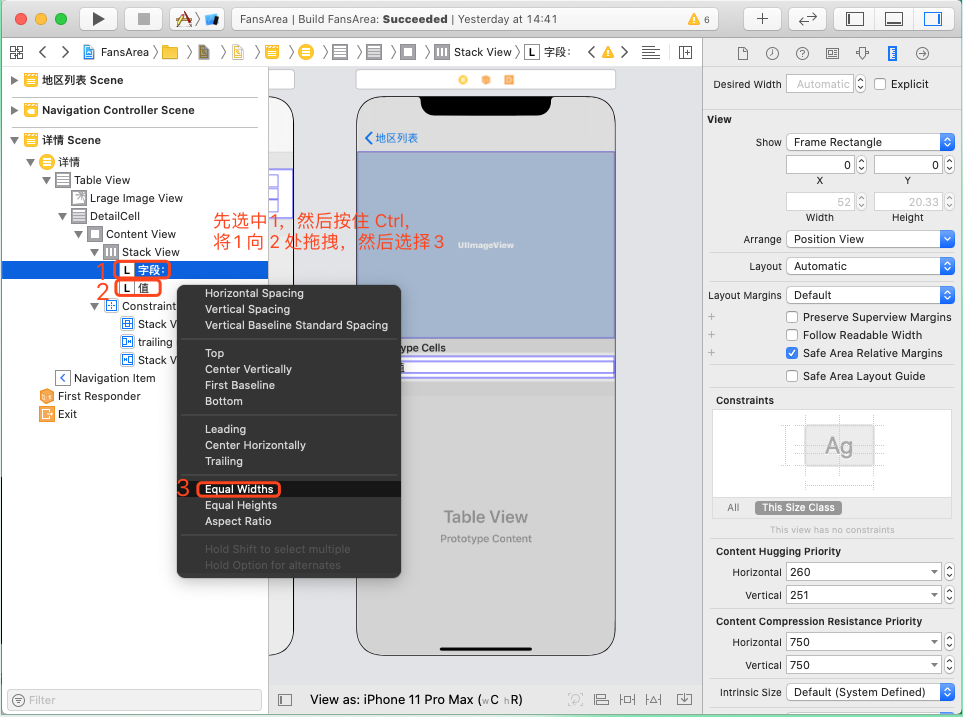 FansArea | Build FansArea: Succeeded | Yesterday at 14:41
6
FansArea
Stack View
L 字段:
地区列表 Scene
Navigation Controller Scene
详情 Scene
详情
Table View
Lrage Image View
DetailCell
Content View
Stack View
1 L 字段:
2 L 值
Constraint
Stack V
trailing
Stack V
Navigation Item
First Responder
Exit
Filter
先选中 1，然后按住 Ctrl，
将 1 向 2 处拖拽，然后选择 3
Horizontal Spacing
Vertical Spacing
Vertical Baseline Standard Spacing
Top
Center Vertically
First Baseline
Bottom
Leading
Center Horizontally
Trailing
3 Equal Widths
Equal Heights
Aspect Ratio
Hold Shift to select multiple
Hold Option for alternates
地区列表
UIImageView
ype Cells
Table View
Prototype Content
View as: iPhone 11 Pro Max (wC hR)
Desired Width Automatic Explicit
View
Show Frame Rectangle
0 0
X Y
52 20.33
Width Height
Arrange Position View
Layout Automatic
Layout Margins Default
Preserve Superview Margins
Follow Readable Width
Safe Area Relative Margins
Safe Area Layout Guide
Constraints
Ag
All This Size Class
This view has no constraints
Content Hugging Priority
Horizontal 260
Vertical 251
Content Compression Resistance Priority
Horizontal 750
Vertical 750
Intrinsic Size Default (System Defined)